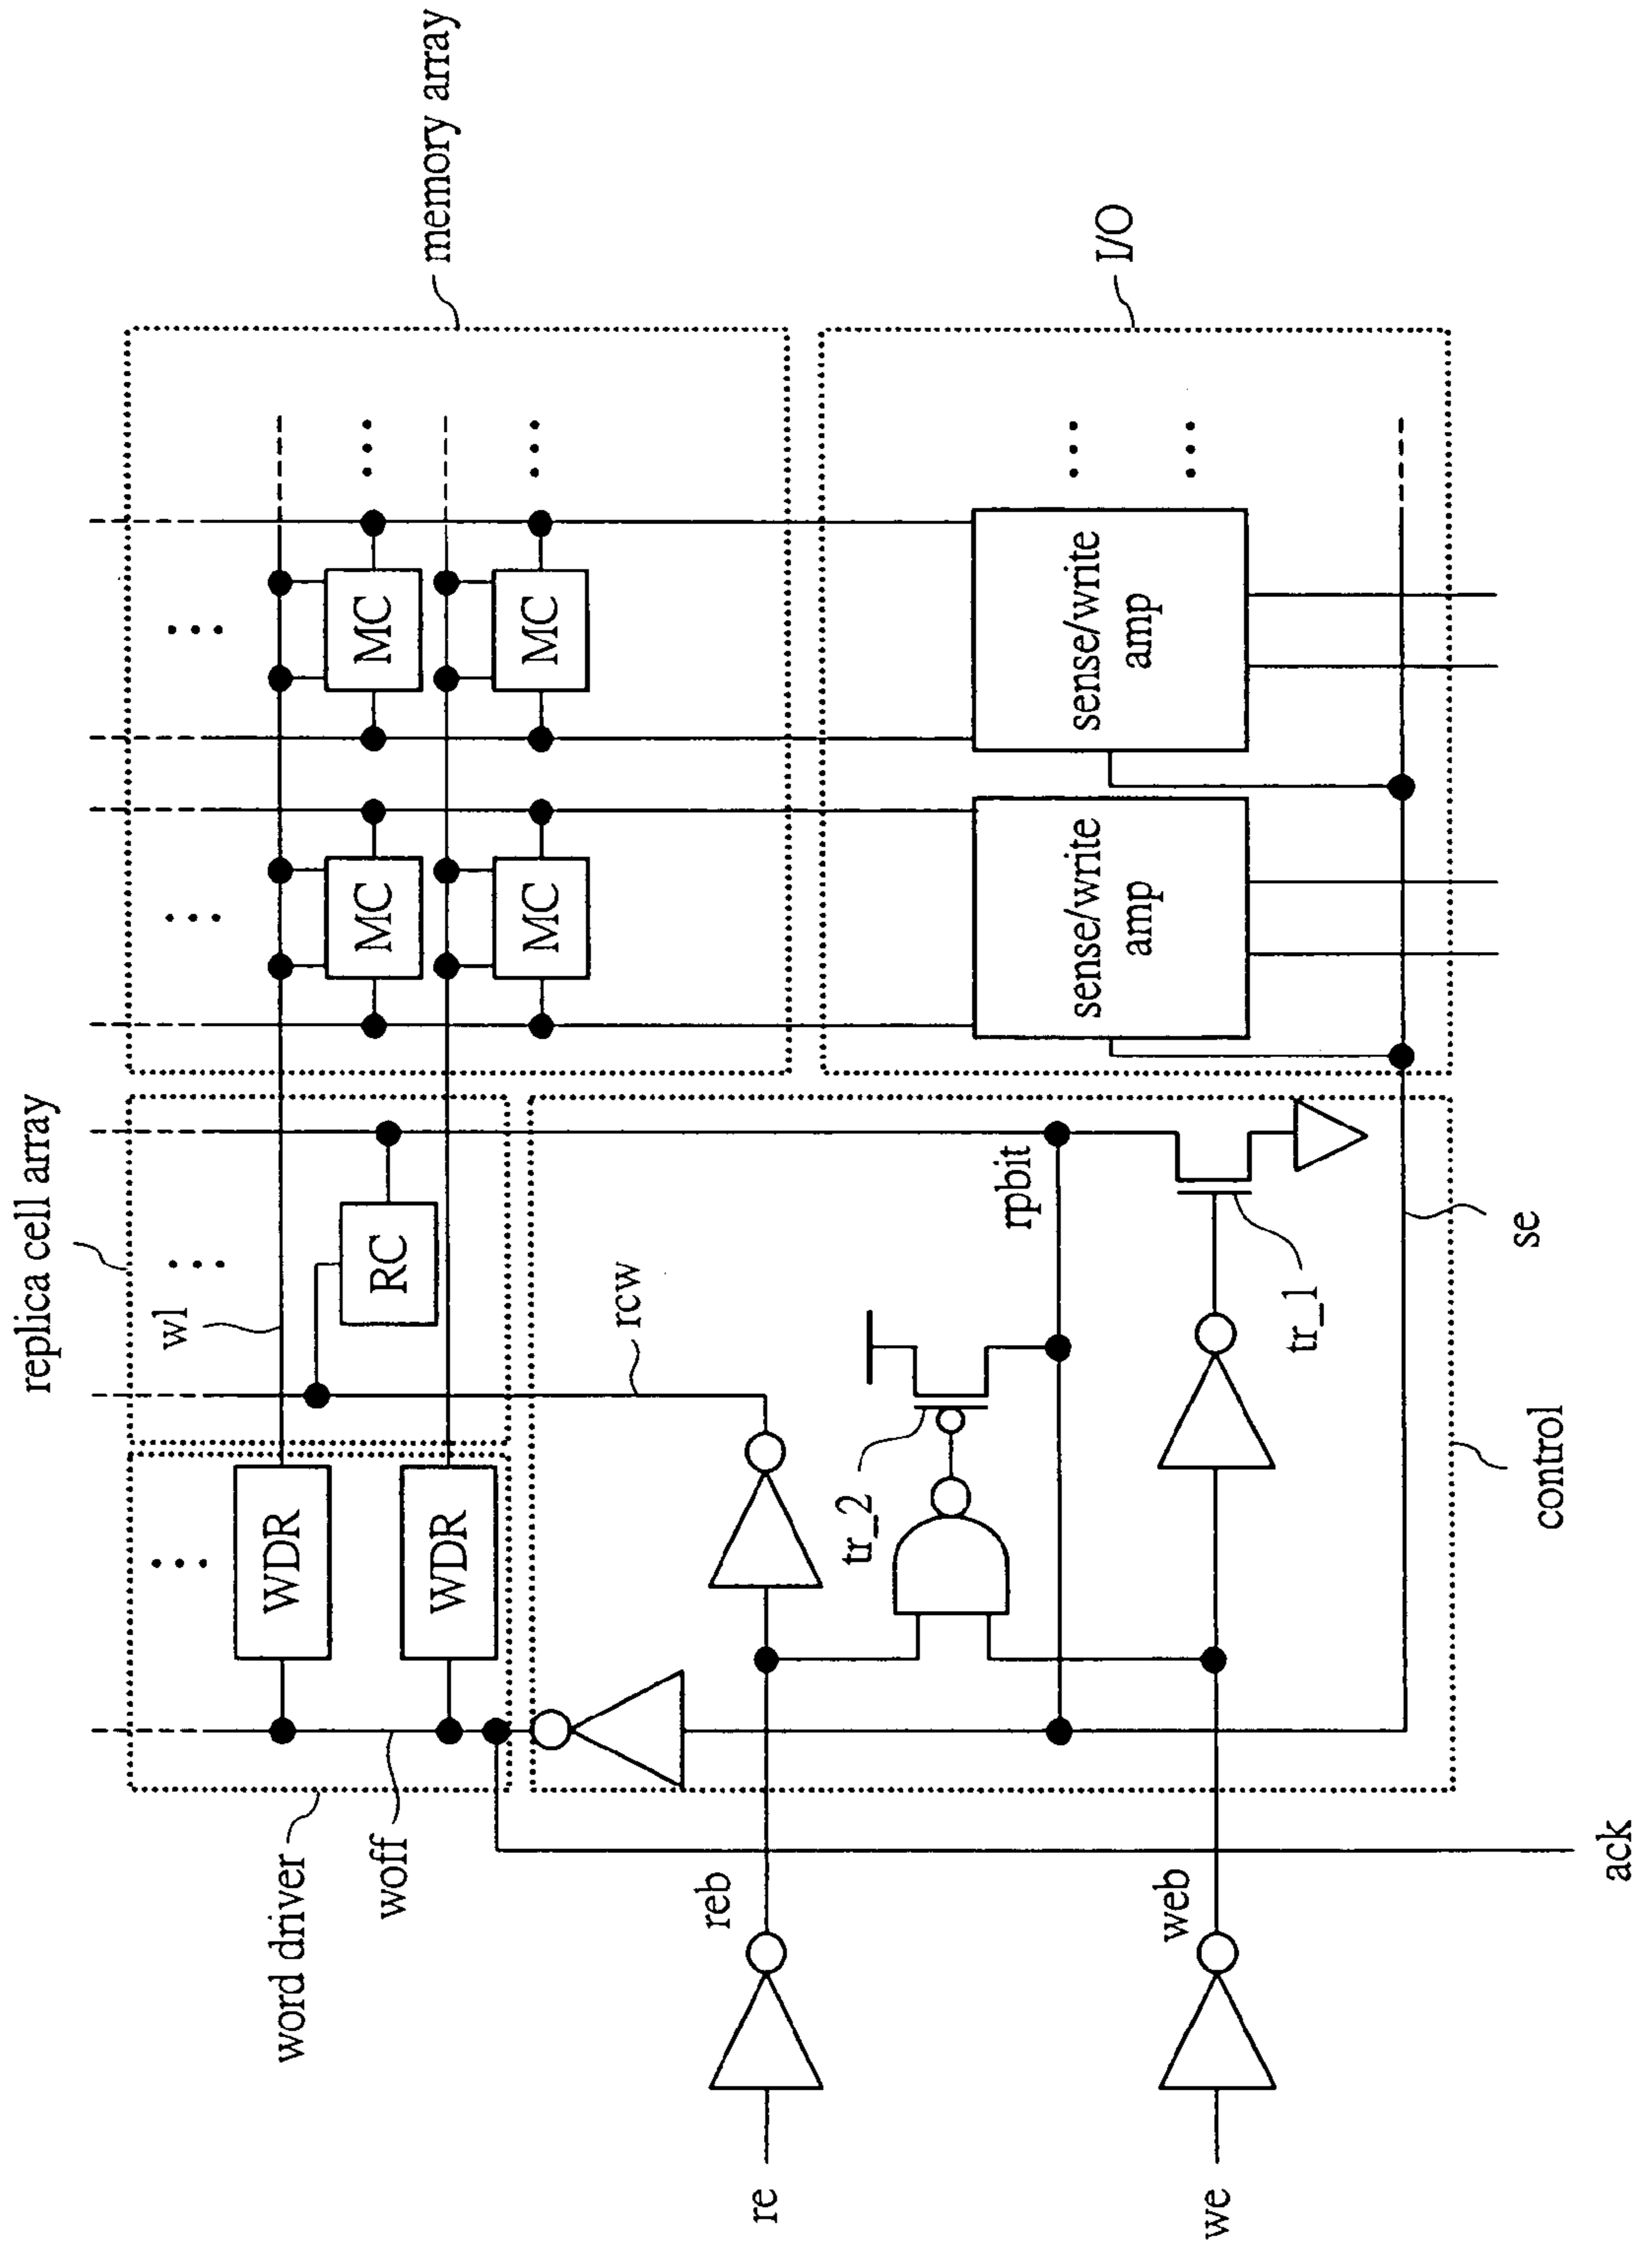 replica cell array
memory array
I/O
word driver
woff
wl
WDR
WDR
RC
MC
MC
MC
MC
rcw
rpbit
tr_2
tr_1
sense/write
amp
sense/write
amp
re
reb
we
web
se
control
ack